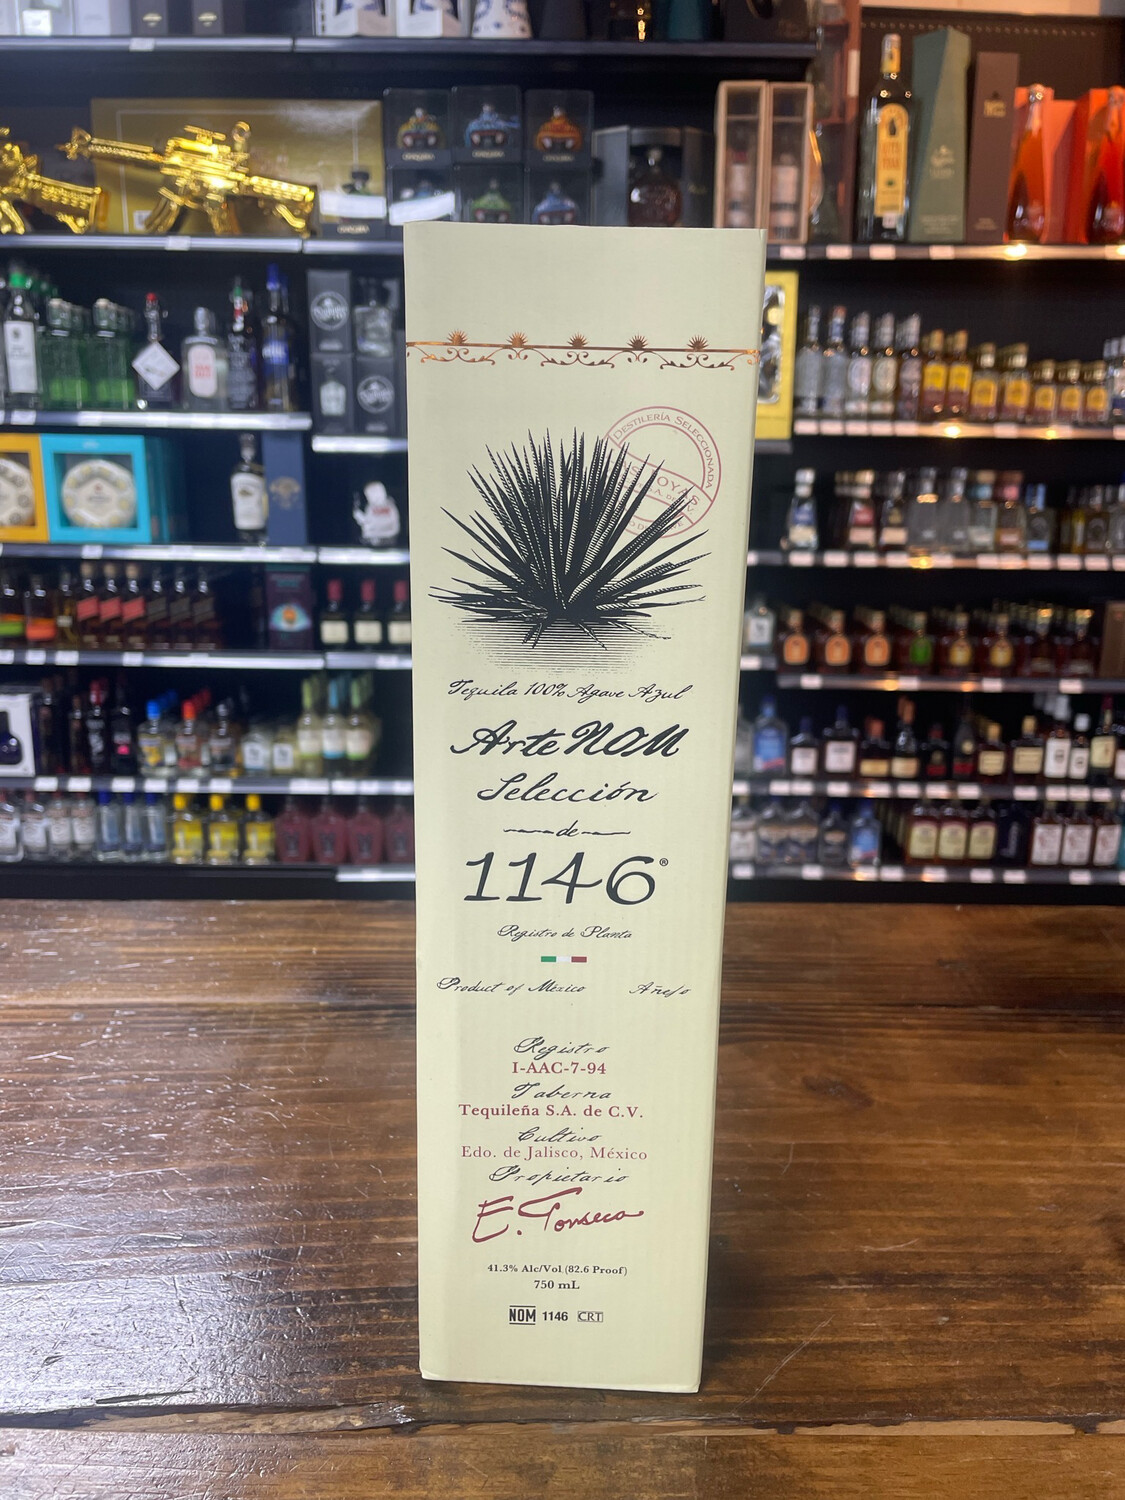 DESTILERÍA SELECCIONADA
Tequila 100% Agave Azul
ArteNOM
Selección
de
1146®
Registro de Planta
Product of México Añejo
Registro
I-AAC-7-94
Taberna
Tequileña S.A. de C.V.
Cultivo
Edo. de Jalisco, México
Propietario
E. Fonseca
41.3% Alc/Vol (82.6 Proof)
750 mL
NOM 1146 CRT